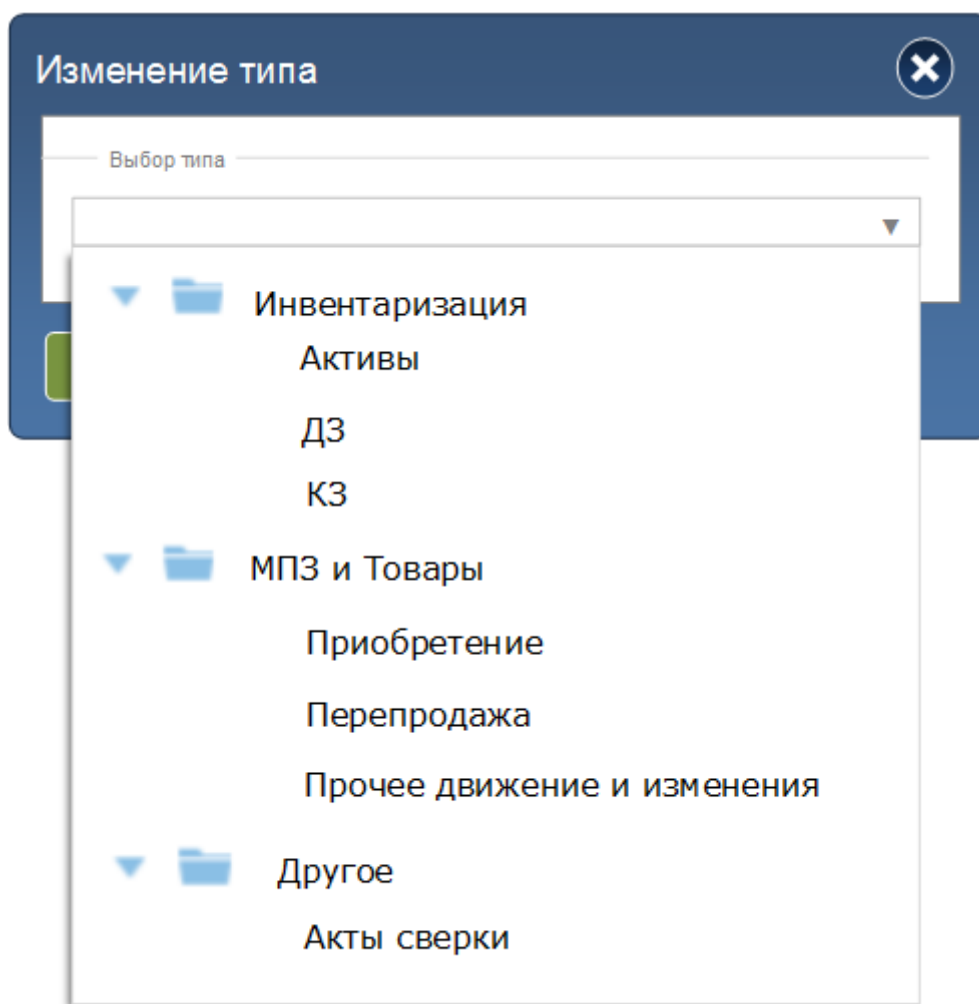 Изменение типа
Выбор типа
Инвентаризация
Активы
ДЗ
КЗ
МПЗ и Товары
Приобретение
Перепродажа
Прочее движение и изменения
Другое
Акты сверки